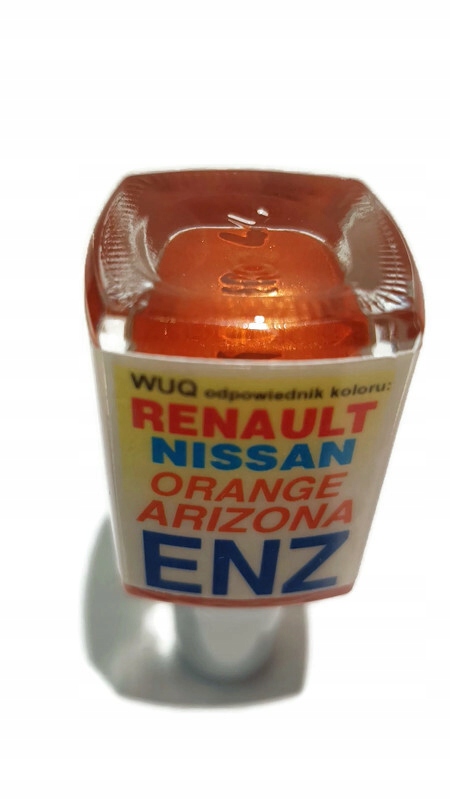 WUQ odpowiednik koloru:
RENAULT
NISSAN
ORANGE
ARIZONA
ENZ